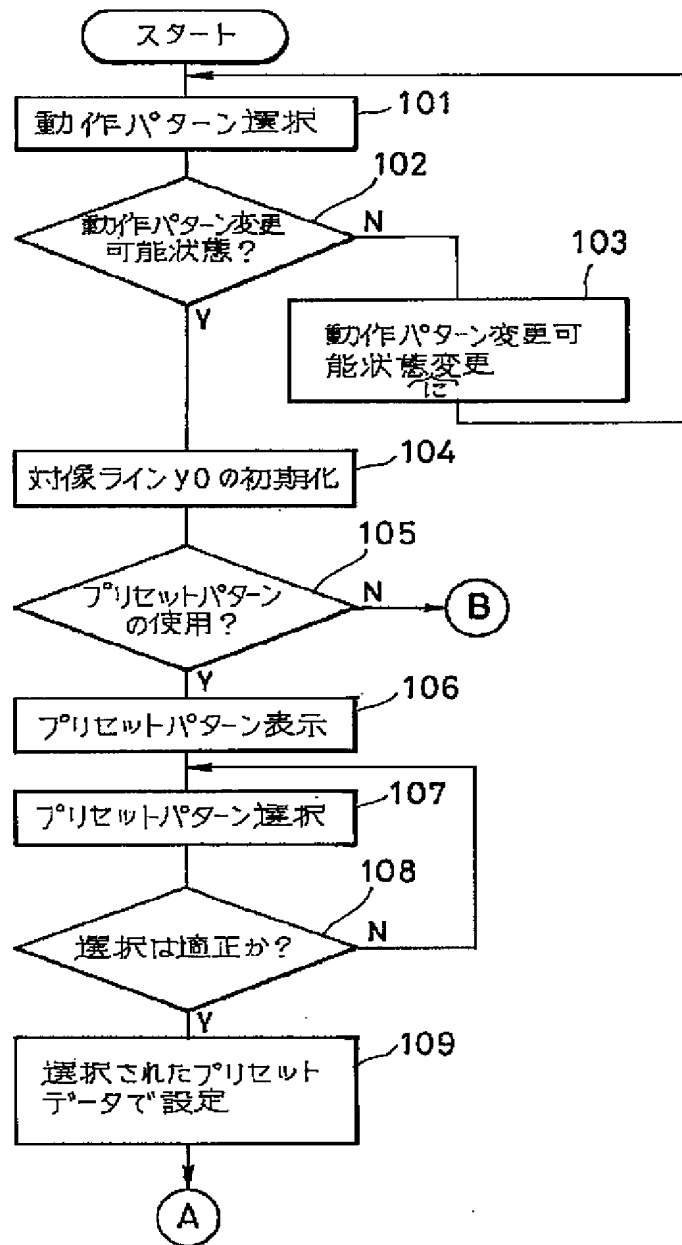 スタート
動作パターン選択
101
102
動作パターン変更
可能状態?
N
Y
103
動作パターン変更可
能状態変更
に
104
対像ラインy0の初期化
105
プリセットパターン
の使用?
N
B
Y
106
プリセットパターン表示
107
プリセットパターン選択
108
選択は適正か?
N
Y
109
選択されたプリセット
データで設定
A